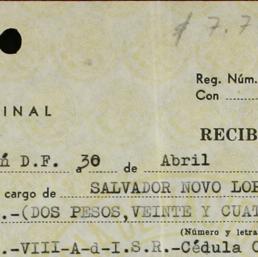 $ 7.7
Reg. Núm.
Con
INAL
RECIB
n D.F. a 30 de Abril
cargo de SALVADOR NOVO LOP
.-(DOS PESOS,VEINTE Y CUAT
(Número y letra
.-VIII-A-d-I.S.R.-Cédula C